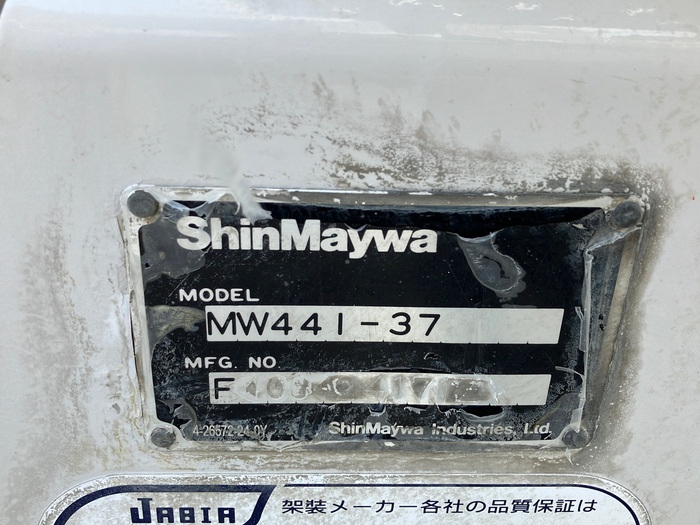 ShinMaywa
MODEL
MW441-37
MFG. NO.
4-26572-24-0Y
ShinMaywa Industries, Ltd.
JABIA
架装メーカー各社の品質保証は